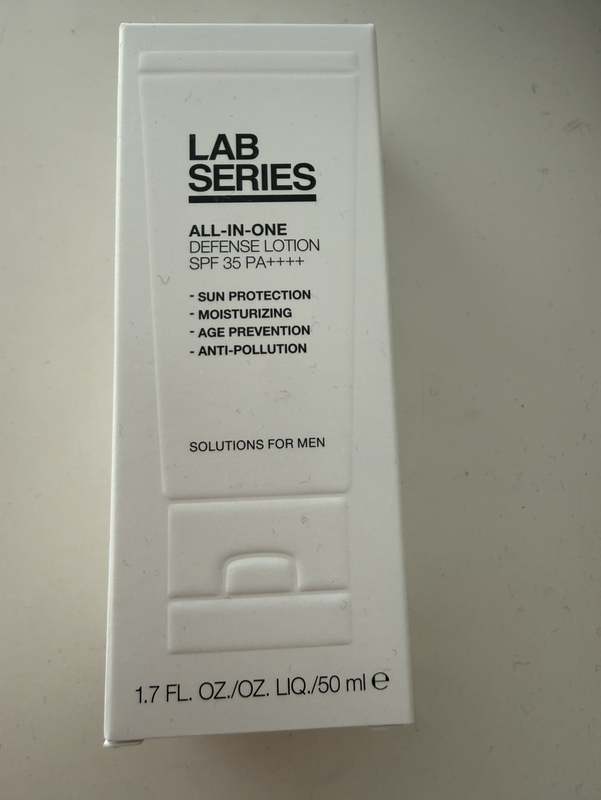 LAB
SERIES
ALL-IN-ONE
DEFENSE LOTION
SPF 35 PA++++
- SUN PROTECTION
- MOISTURIZING
- AGE PREVENTION
- ANTI-POLLUTION
SOLUTIONS FOR MEN
1.7 FL. OZ./OZ. LIQ./50 ml ℮